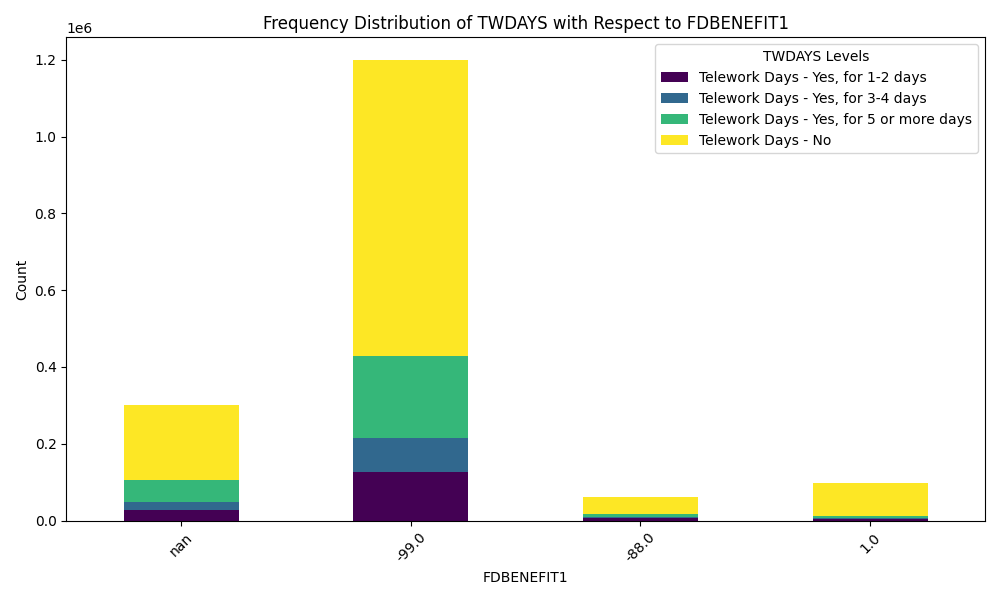 Frequency Distribution of TWDAYS with Respect to FDBENEFIT1
1e6
TWDAYS Levels
Telework Days - Yes, for 1-2 days
Telework Days - Yes, for 3-4 days
Telework Days - Yes, for 5 or more days
Telework Days - No
1.2
1.0
0.8
0.6
0.4
0.2
0.0
Count
nan
-99.0
-88.0
1.0
FDBENEFIT1